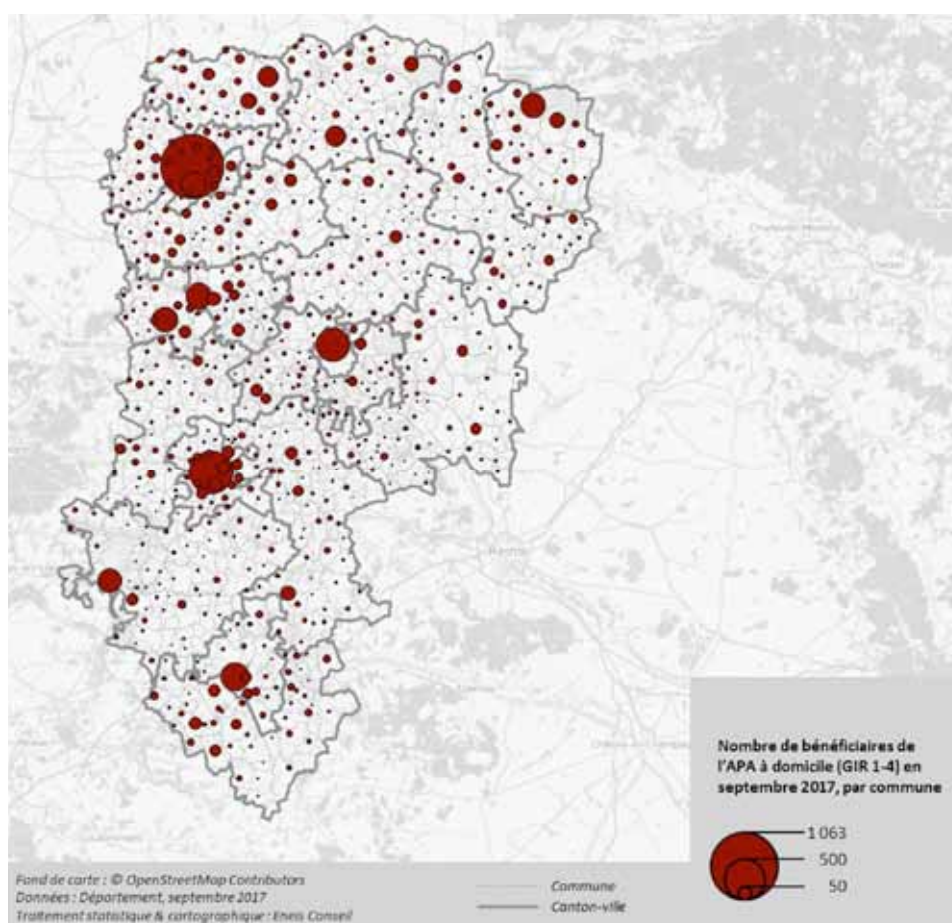 Reims
Nombre de bénéficiaires de
l'APA à domicile (GIR 1-4) en
septembre 2017, par commune
1 063
500
50
Fond de carte : © OpenStreetMap Contributors
Données : Département, septembre 2017
Traitement statistique & cartographique : Eneis Conseil
Commune
Canton-ville